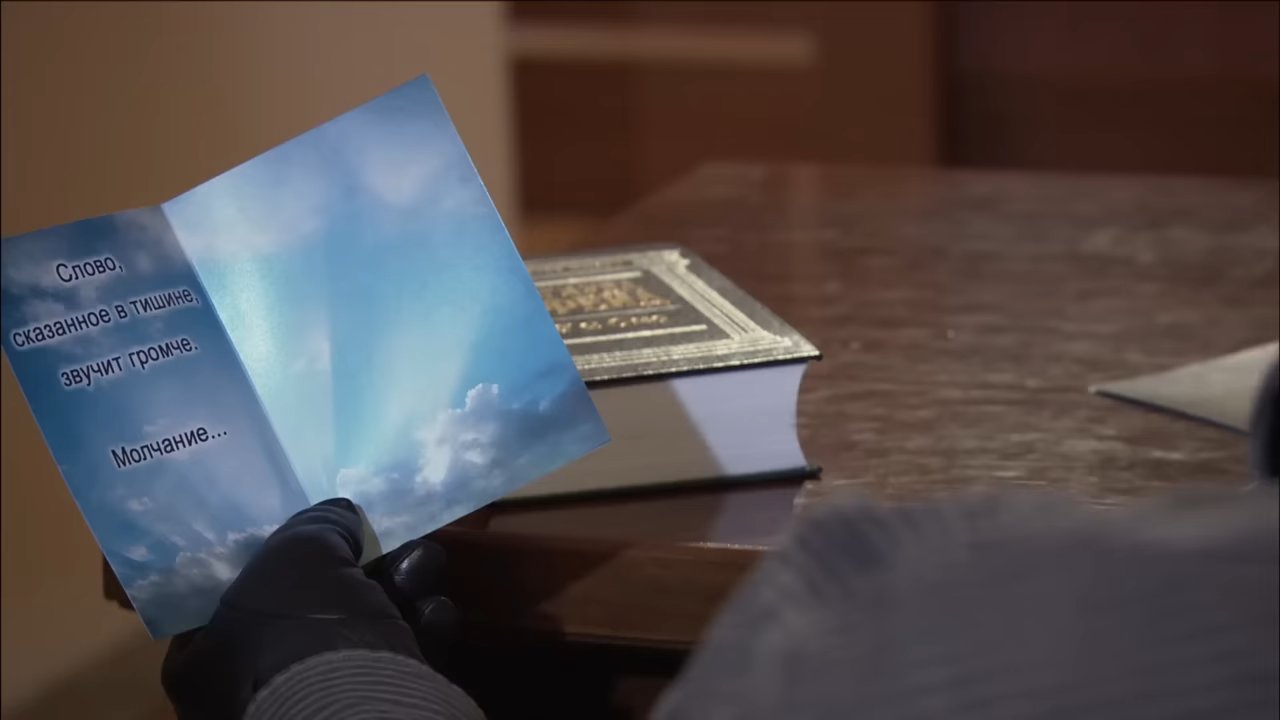 Слово,
сказанное в тишине,
звучит громче.
Молчание...